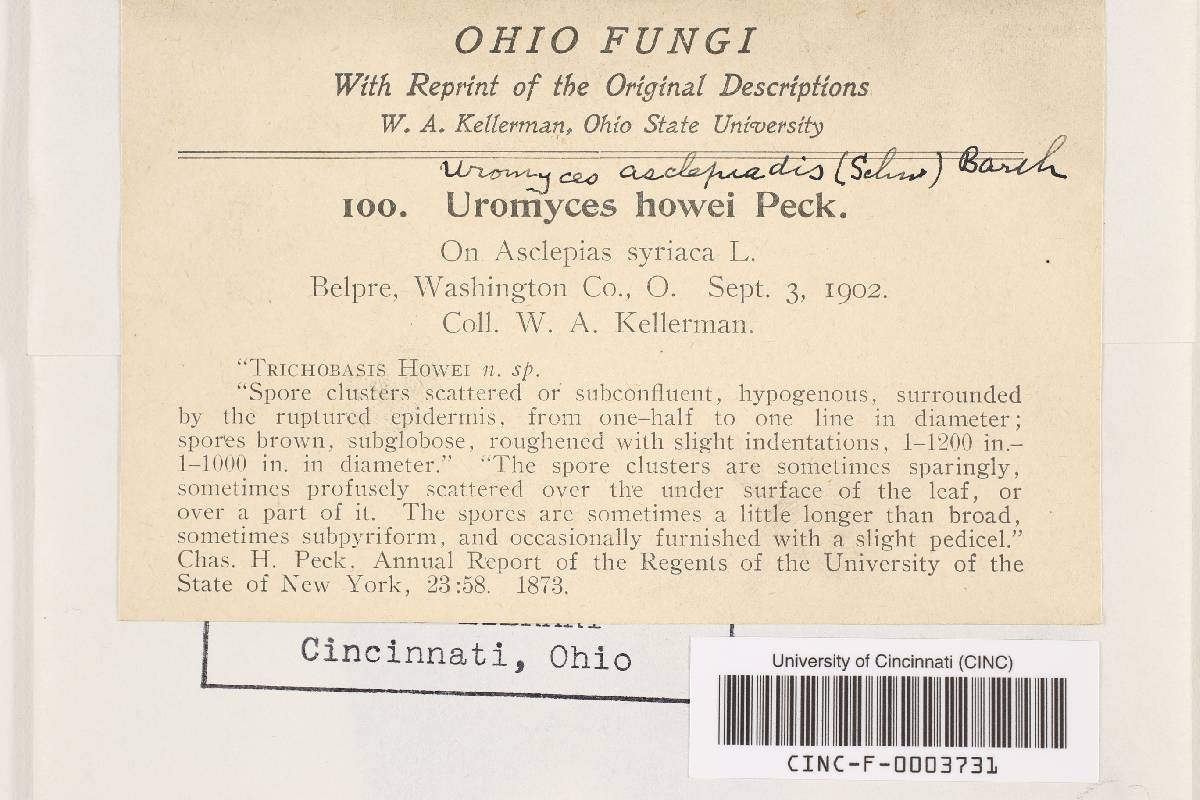 OHIO FUNGI
With Reprint of the Original Descriptions
W. A. Kellerman, Ohio State University
Uromyces asclepiadis (Schw) Barth
100. Uromyces howei Peck.
On Asclepias syriaca L.
Belpre, Washington Co., O. Sept. 3, 1902.
Coll. W. A. Kellerman.
"TRICHOBASIS HOWEI n. sp.
"Spore clusters scattered or subconfluent, hypogenous, surrounded
by the ruptured epidermis, from one-half to one line in diameter;
spores brown, subglobose, roughened with slight indentations, 1-1200 in.-
1-1000 in. in diameter." "The spore clusters are sometimes sparingly,
sometimes profusely scattered over the under surface of the leaf, or
over a part of it. The spores are sometimes a little longer than broad,
sometimes subpyriform, and occasionally furnished with a slight pedicel."
Chas. H. Peck. Annual Report of the Regents of the University of the
State of New York, 23:58. 1873.
Cincinnati, Ohio
University of Cincinnati (CINC)
CINC-F-0003731